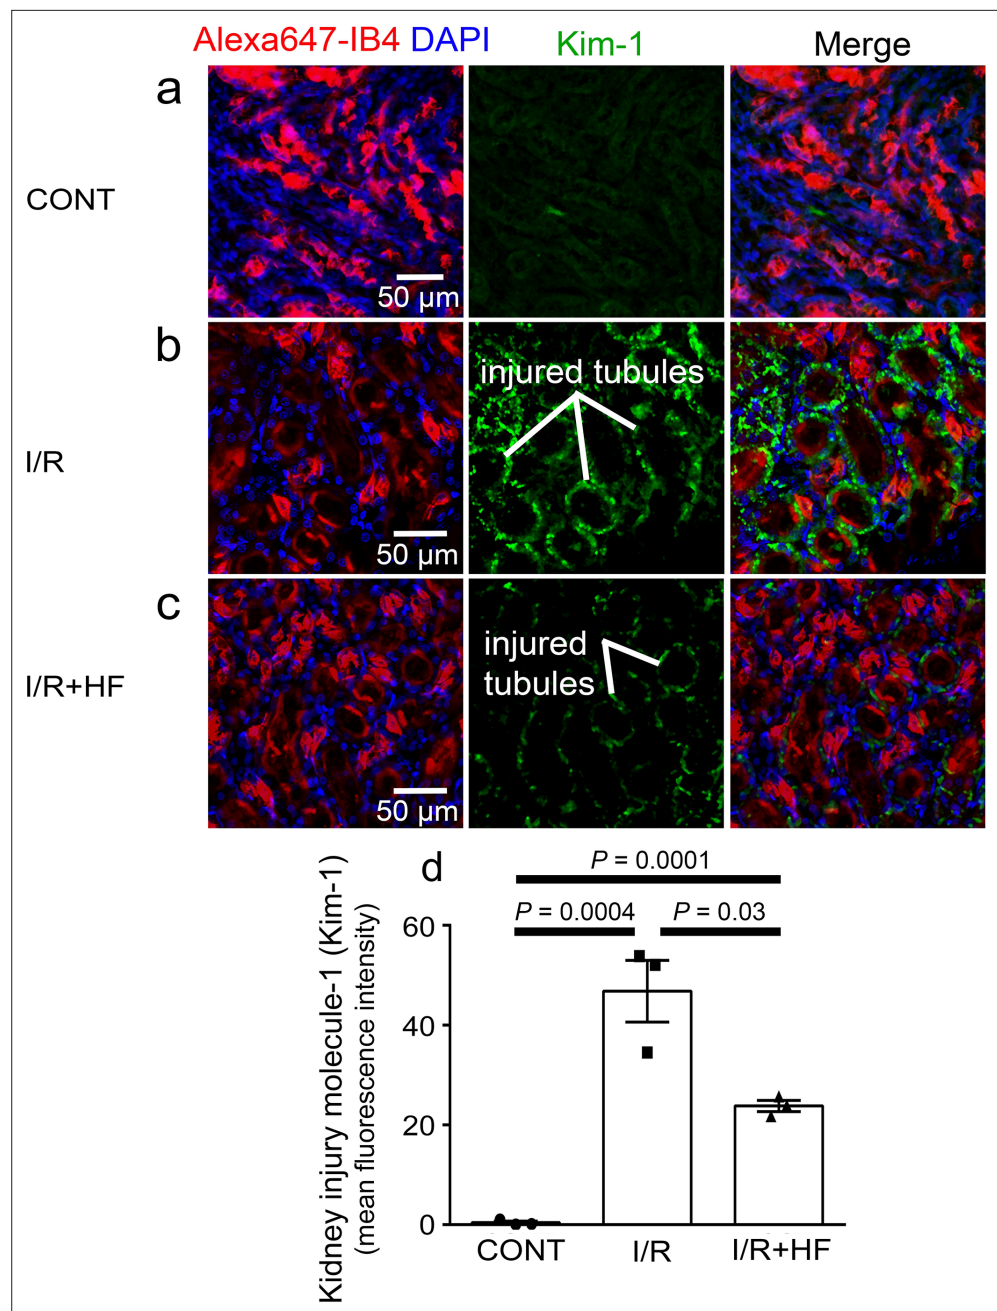 Alexa647-IB4 DAPI Kim-1 Merge
a
CONT
50 µm
b
injured tubules
I/R
50 µm
c
injured
tubules
I/R+HF
50 µm
d
P = 0.0001
P = 0.0004 P = 0.03
Kidney injury molecule-1 (Kim-1)
(mean fluorescence intensity)
60
40
20
0
CONT I/R I/R+HF